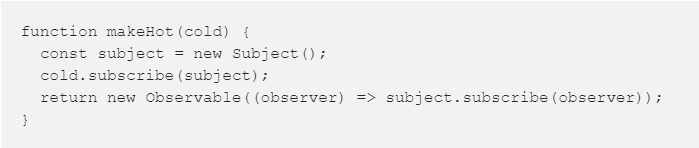 function makeHot(cold) {
  const subject = new Subject();
  cold.subscribe(subject);
  return new Observable((observer) => subject.subscribe(observer));
}